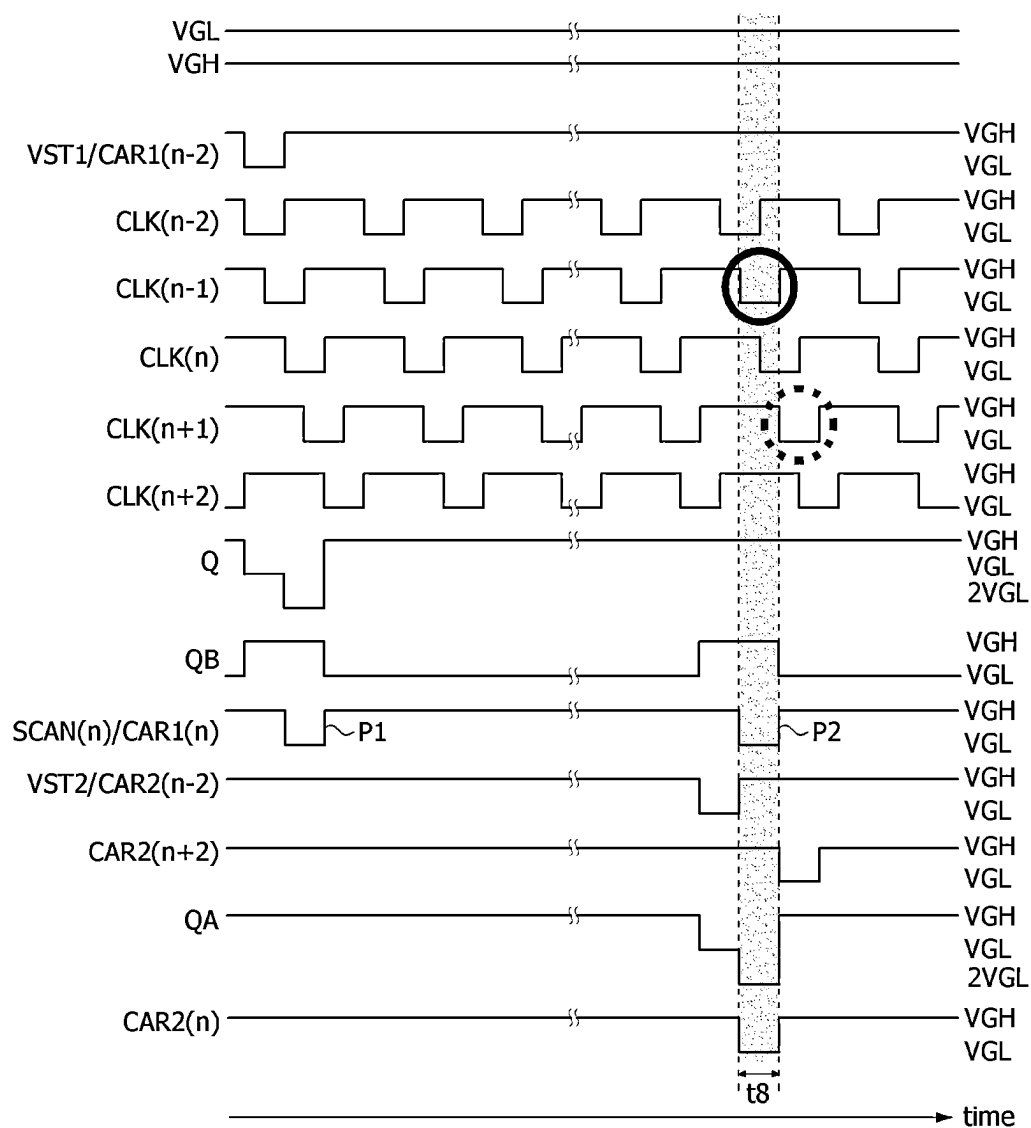 VGL
VGH
VST1/CAR1(n-2)
VGH
VGL
CLK(n-2)
VGH
VGL
CLK(n-1)
VGH
VGL
CLK(n)
VGH
VGL
CLK(n+1)
VGH
VGL
CLK(n+2)
VGH
VGL
Q
VGH
VGL
2VGL
QB
VGH
VGL
SCAN(n)/CAR1(n)
P1
P2
VGH
VGL
VST2/CAR2(n-2)
VGH
VGL
CAR2(n+2)
VGH
VGL
QA
VGH
VGL
2VGL
CAR2(n)
VGH
VGL
t8
time